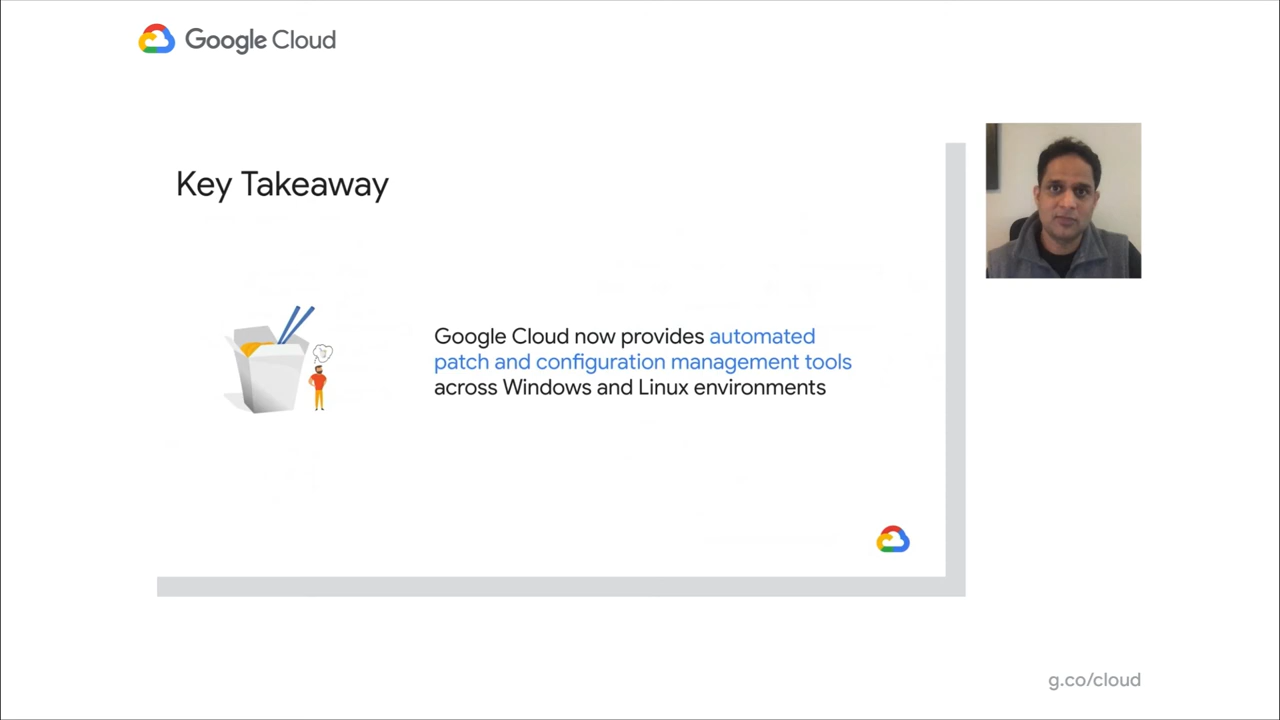 Google Cloud
Key Takeaway
Google Cloud now provides automated
patch and configuration management tools
across Windows and Linux environments
g.co/cloud